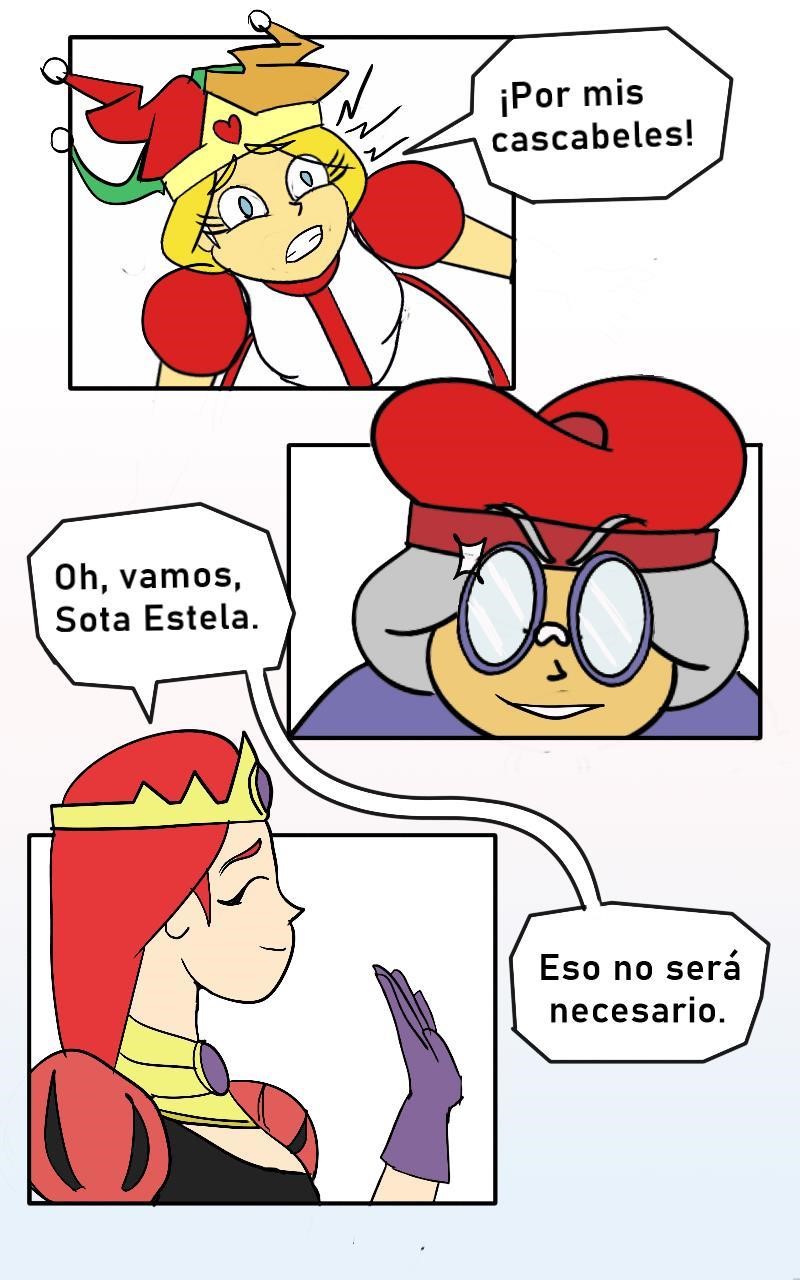 ¡Por mis
cascabeles!
Oh, vamos,
Sota Estela.
Eso no será
necesario.